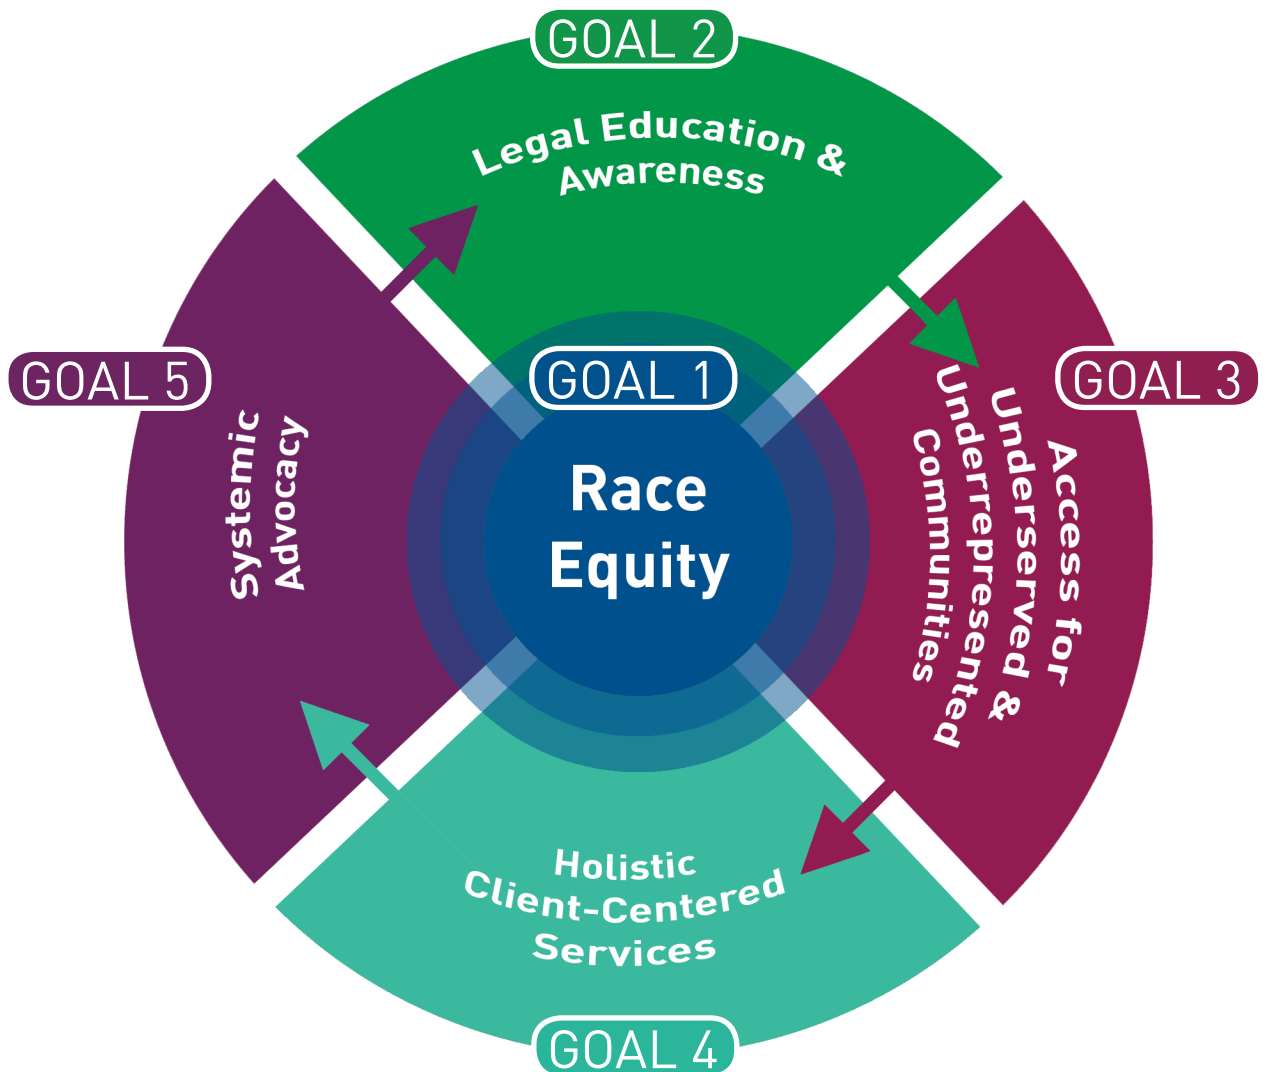 GOAL 2
Legal Education &
Awareness
GOAL 1
Race
Equity
GOAL 3
Access for
Underserved &
Underrepresented
Communities
GOAL 4
Holistic
Client-Centered
Services
GOAL 5
Systemic
Advocacy